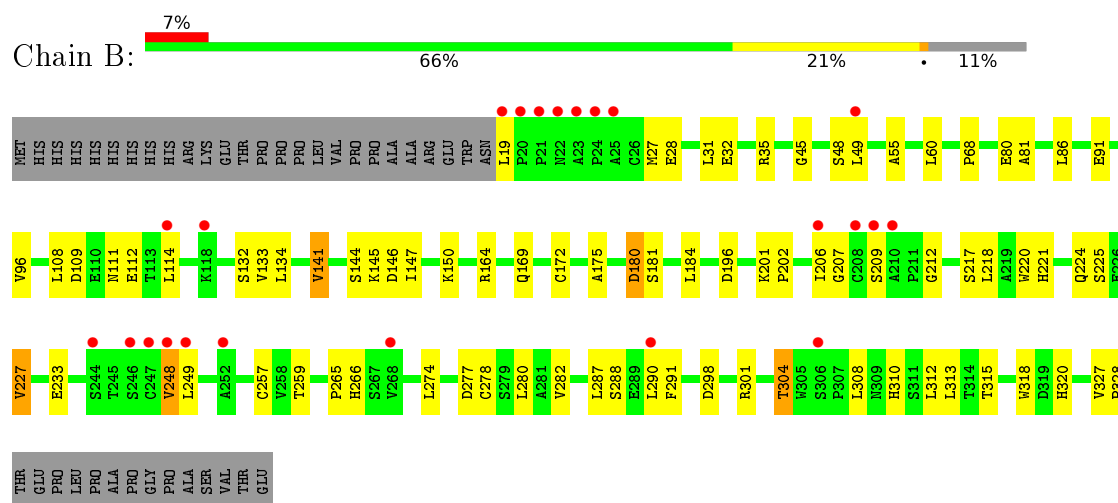 7%
Chain B:
66% 21% • 11%
MET HIS HIS HIS HIS HIS HIS HIS HIS ARG LYS GLU THR PRO PRO PRO LEU VAL PRO PRO ALA ALA ARG GLU TRP ASN L19 P20 P21 N22 A23 P24 A25 C26 M27 E28 L31 E32 R35 G45 S48 L49 A55 L60 P68 E80 A81 L86 E91
V96 L108 D109 E110 N111 E112 T113 L114 K118 S132 V133 L134 V141 S144 K145 D146 I147 K150 R164 Q169 C172 A175 D180 S181 L184 D196 K201 P202 I206 G207 C208 S209 A210 P211 G212 S217 L218 A219 W220 H221 Q224 S225
V227 E233 S244 T245 S246 C247 V248 L249 A252 C257 V258 T259 P265 H266 S267 V268 L274 D277 C278 S279 L280 A281 V282 L287 S288 E289 L290 F291 D298 R301 T304 W305 S306 P307 L308 N309 H310 S311 L312 L313 T314 T315 W318 D319 H320 V327
THR GLU PRO LEU PRO ALA PRO GLY PRO ALA SER VAL THR GLU